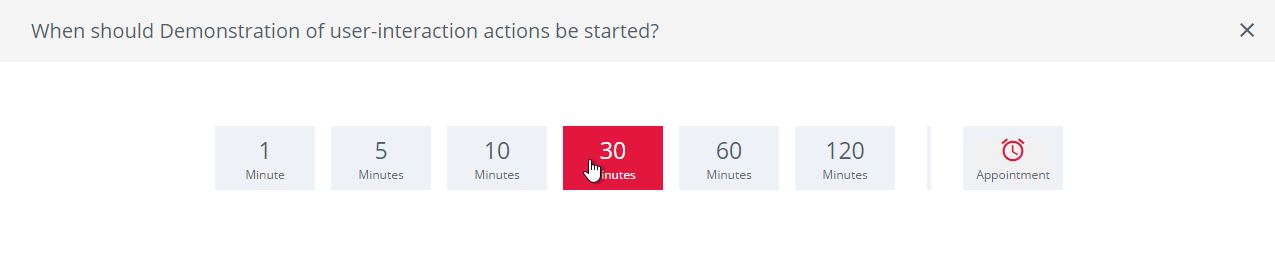 When should Demonstration of user-interaction actions be started?
1
Minute
5
Minutes
10
Minutes
30
Minutes
60
Minutes
120
Minutes
Appointment